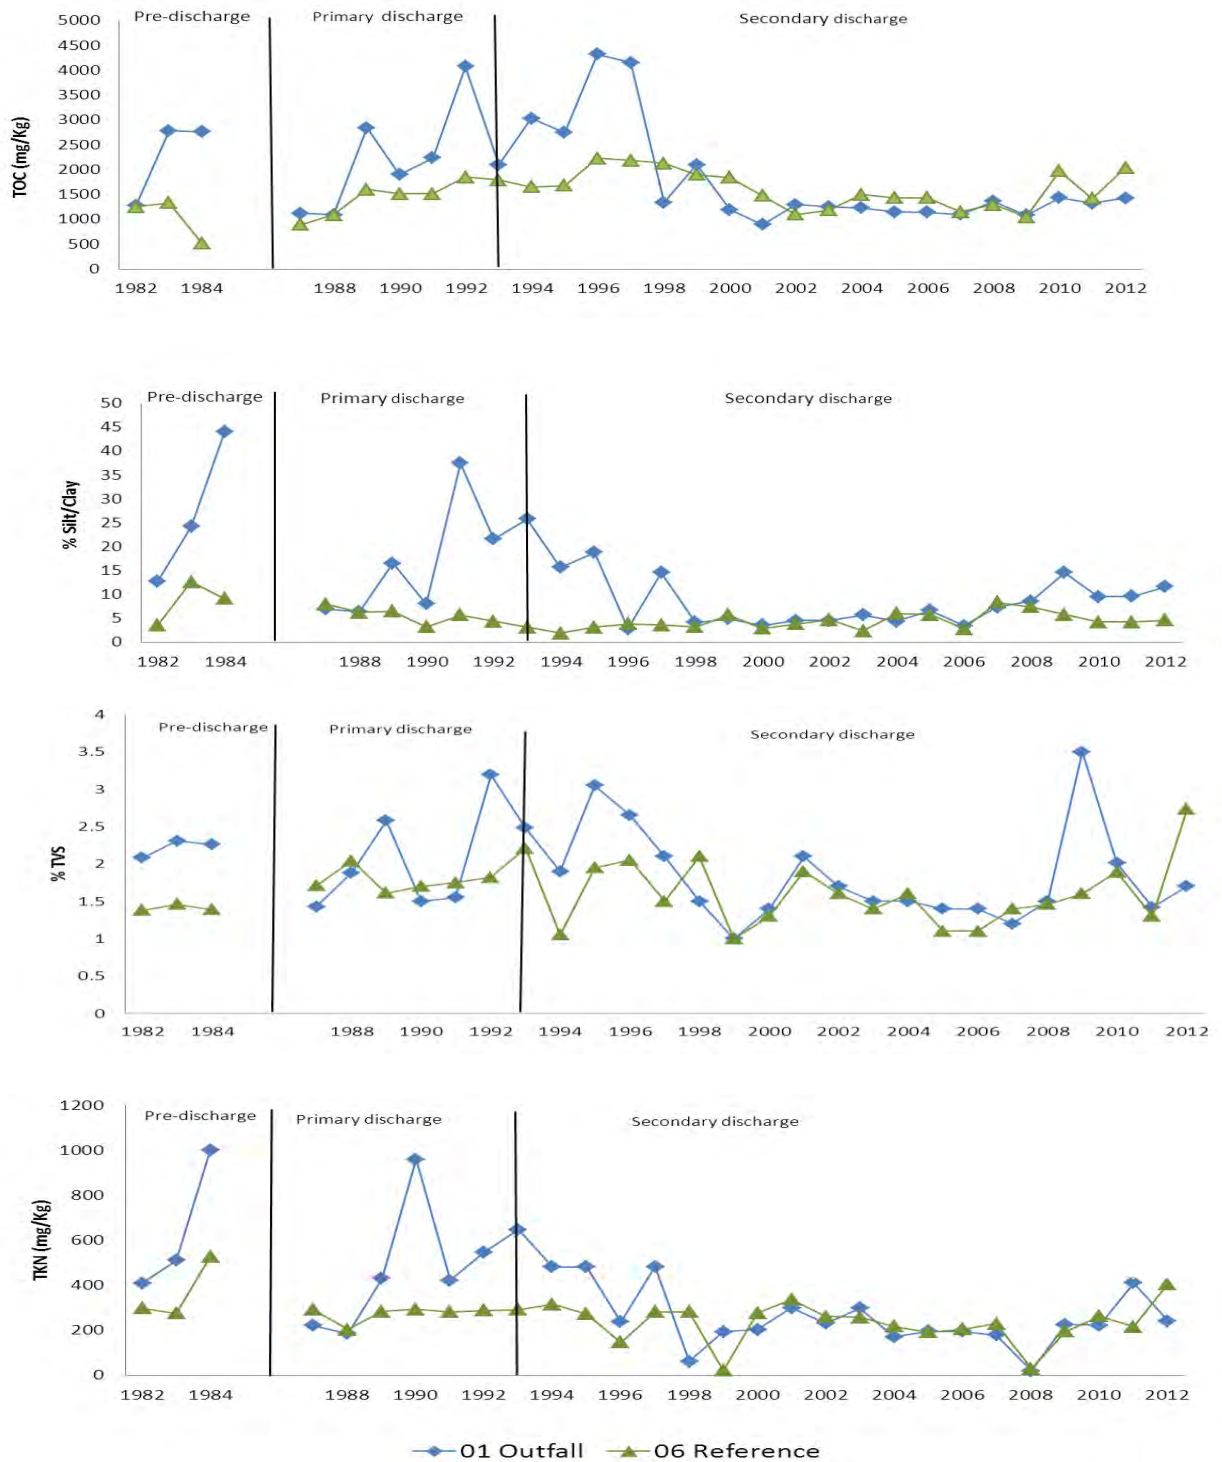 Pre-discharge Primary discharge Secondary discharge
TOC (mg/Kg)
5000
4500
4000
3500
3000
2500
2000
1500
1000
500
0
1982 1984 1988 1990 1992 1994 1996 1998 2000 2002 2004 2006 2008 2010 2012
Pre-discharge Primary discharge Secondary discharge
% Silt/Clay
50
45
40
35
30
25
20
15
10
5
0
1982 1984 1988 1990 1992 1994 1996 1998 2000 2002 2004 2006 2008 2010 2012
Pre-discharge Primary discharge Secondary discharge
% TVS
4
3.5
3
2.5
2
1.5
1
0.5
0
1982 1984 1988 1990 1992 1994 1996 1998 2000 2002 2004 2006 2008 2010 2012
Pre-discharge Primary discharge Secondary discharge
TKN (mg/Kg)
1200
1000
800
600
400
200
0
1982 1984 1988 1990 1992 1994 1996 1998 2000 2002 2004 2006 2008 2010 2012
01 Outfall 06 Reference